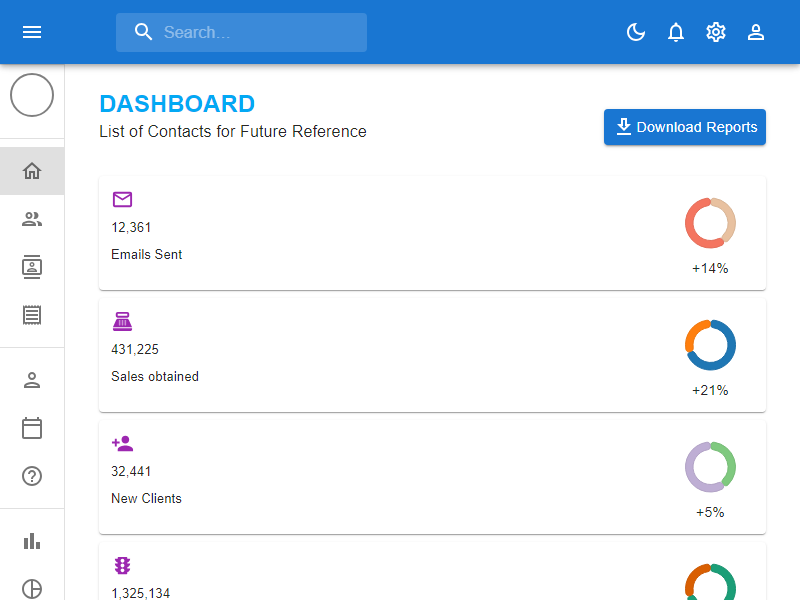 Search...
DASHBOARD
List of Contacts for Future Reference
Download Reports
12,361
Emails Sent
+14%
431,225
Sales obtained
+21%
32,441
New Clients
+5%
1,325,134